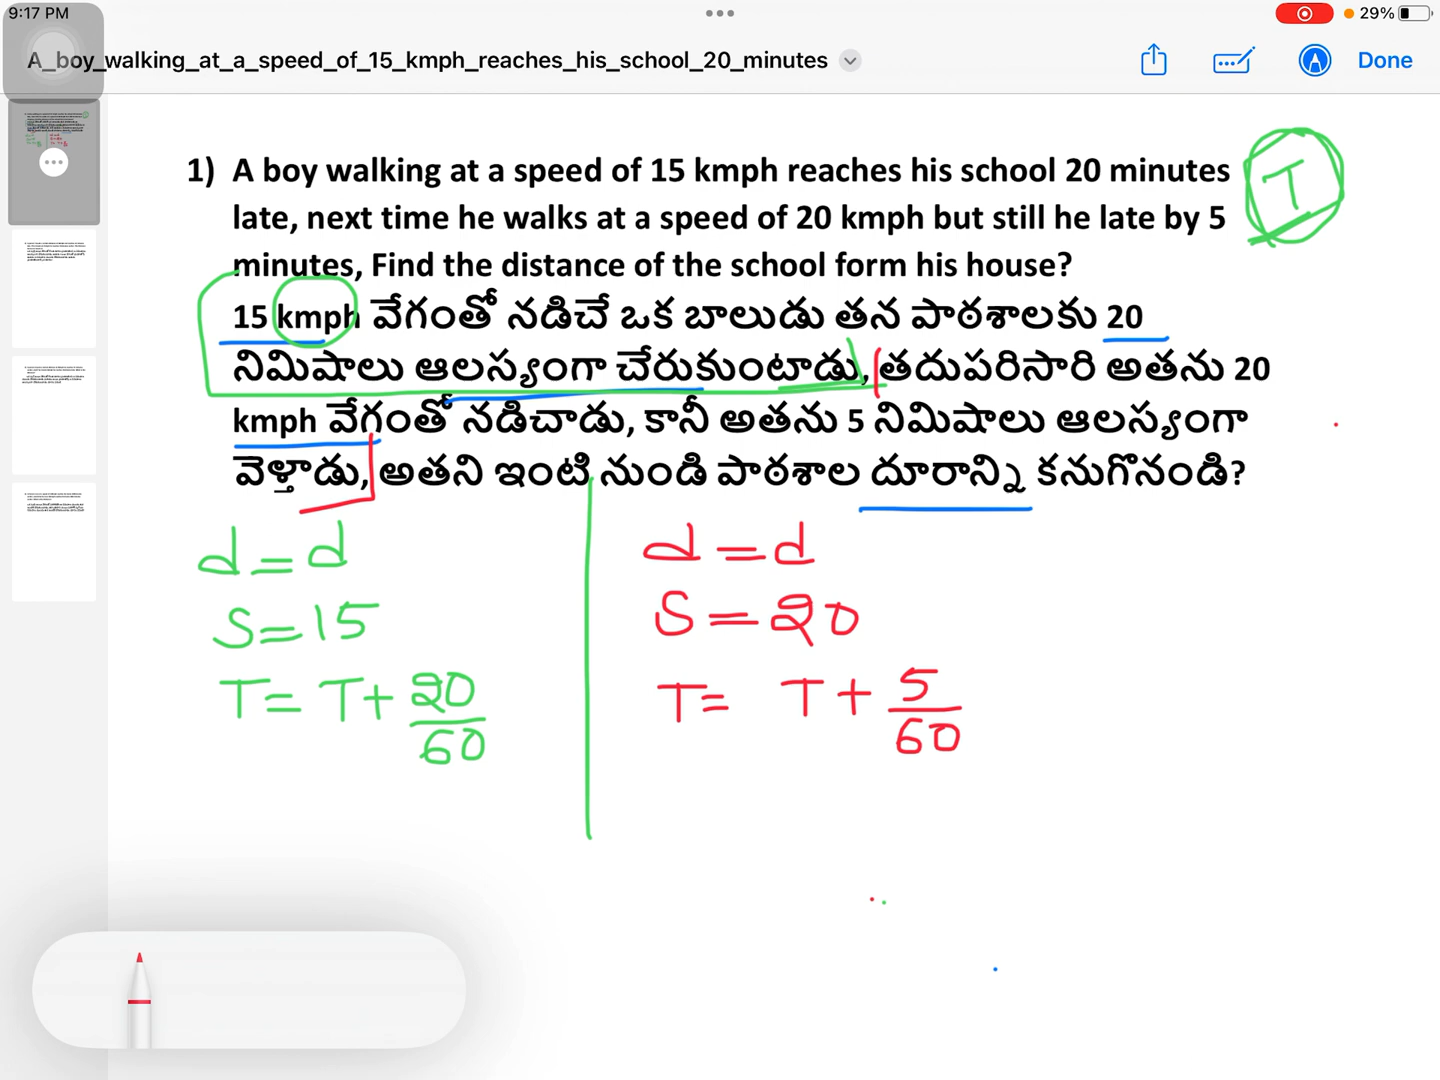 9:17 PM
29%
A_boy_walking_at_a_speed_of_15_kmph_reaches_his_school_20_minutes
Done
1) A boy walking at a speed of 15 kmph reaches his school 20 minutes
late, next time he walks at a speed of 20 kmph but still he late by 5
minutes, Find the distance of the school form his house?
T
15 kmph వేగంతో నడిచే ఒక బాలుడు తన పాఠశాలకు 20
నిమిషాలు ఆలస్యంగా చేరుకుంటాడు, తదుపరిసారి అతను 20
kmph వేగంతో నడిచాడు, కానీ అతను 5 నిమిషాలు ఆలస్యంగా
వెళ్తాడు, అతని ఇంటి నుండి పాఠశాల దూరాన్ని కనుగొనండి?
d = d
S = 15
T = T + 20/60
d = d
S = 20
T = T + 5/60